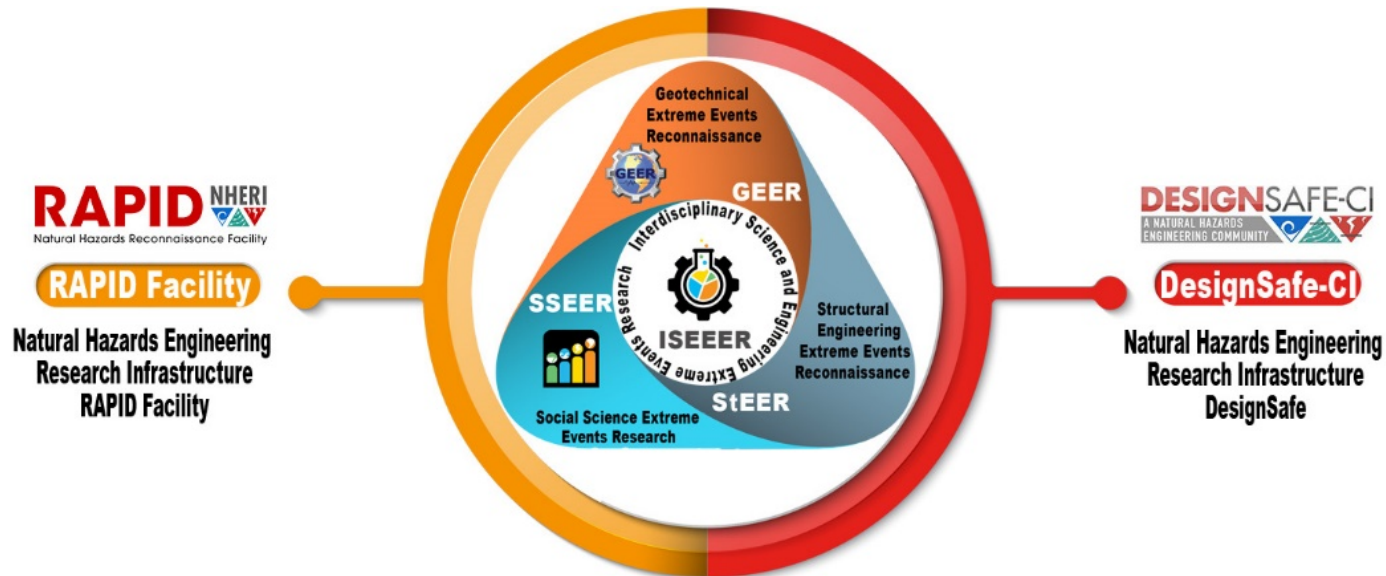 RAPID NHERI
Natural Hazards Reconnaissance Facility
RAPID Facility
Natural Hazards Engineering
Research Infrastructure
RAPID Facility
Geotechnical
Extreme Events
Reconnaissance
GEER
GEER
Interdisciplinary Science and Engineering Extreme Events Research
ISEEER
SSEER
Social Science Extreme
Events Research
Structural
Engineering
Extreme Events
Reconnaissance
StEER
DESIGNSAFE-CI
A NATURAL HAZARDS
ENGINEERING COMMUNITY
DesignSafe-CI
Natural Hazards Engineering
Research Infrastructure
DesignSafe